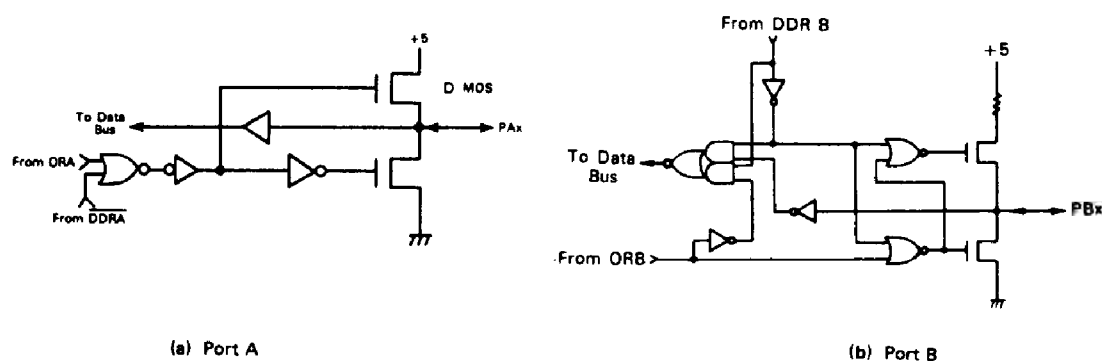 +5
D MOS
To Data
Bus
PAx
From ORA
From DDRA
(a) Port A
From DDR B
+5
To Data
Bus
PBx
From ORB
(b) Port B